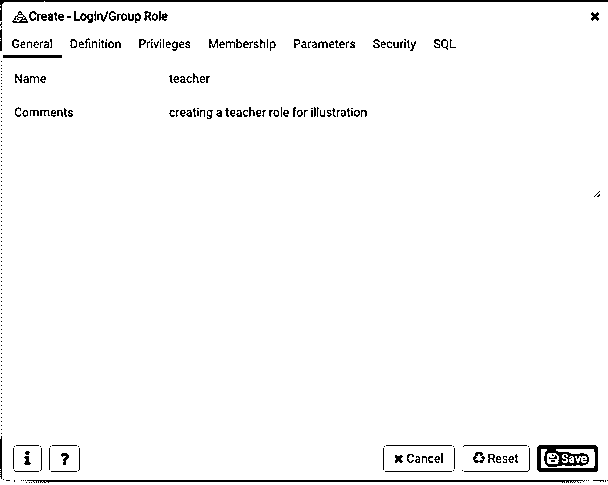 Create - Login/Group Role
General Definition Privileges Membership Parameters Security SQL
Name teacher
Comments creating a teacher role for illustration
i ? Cancel Reset Save